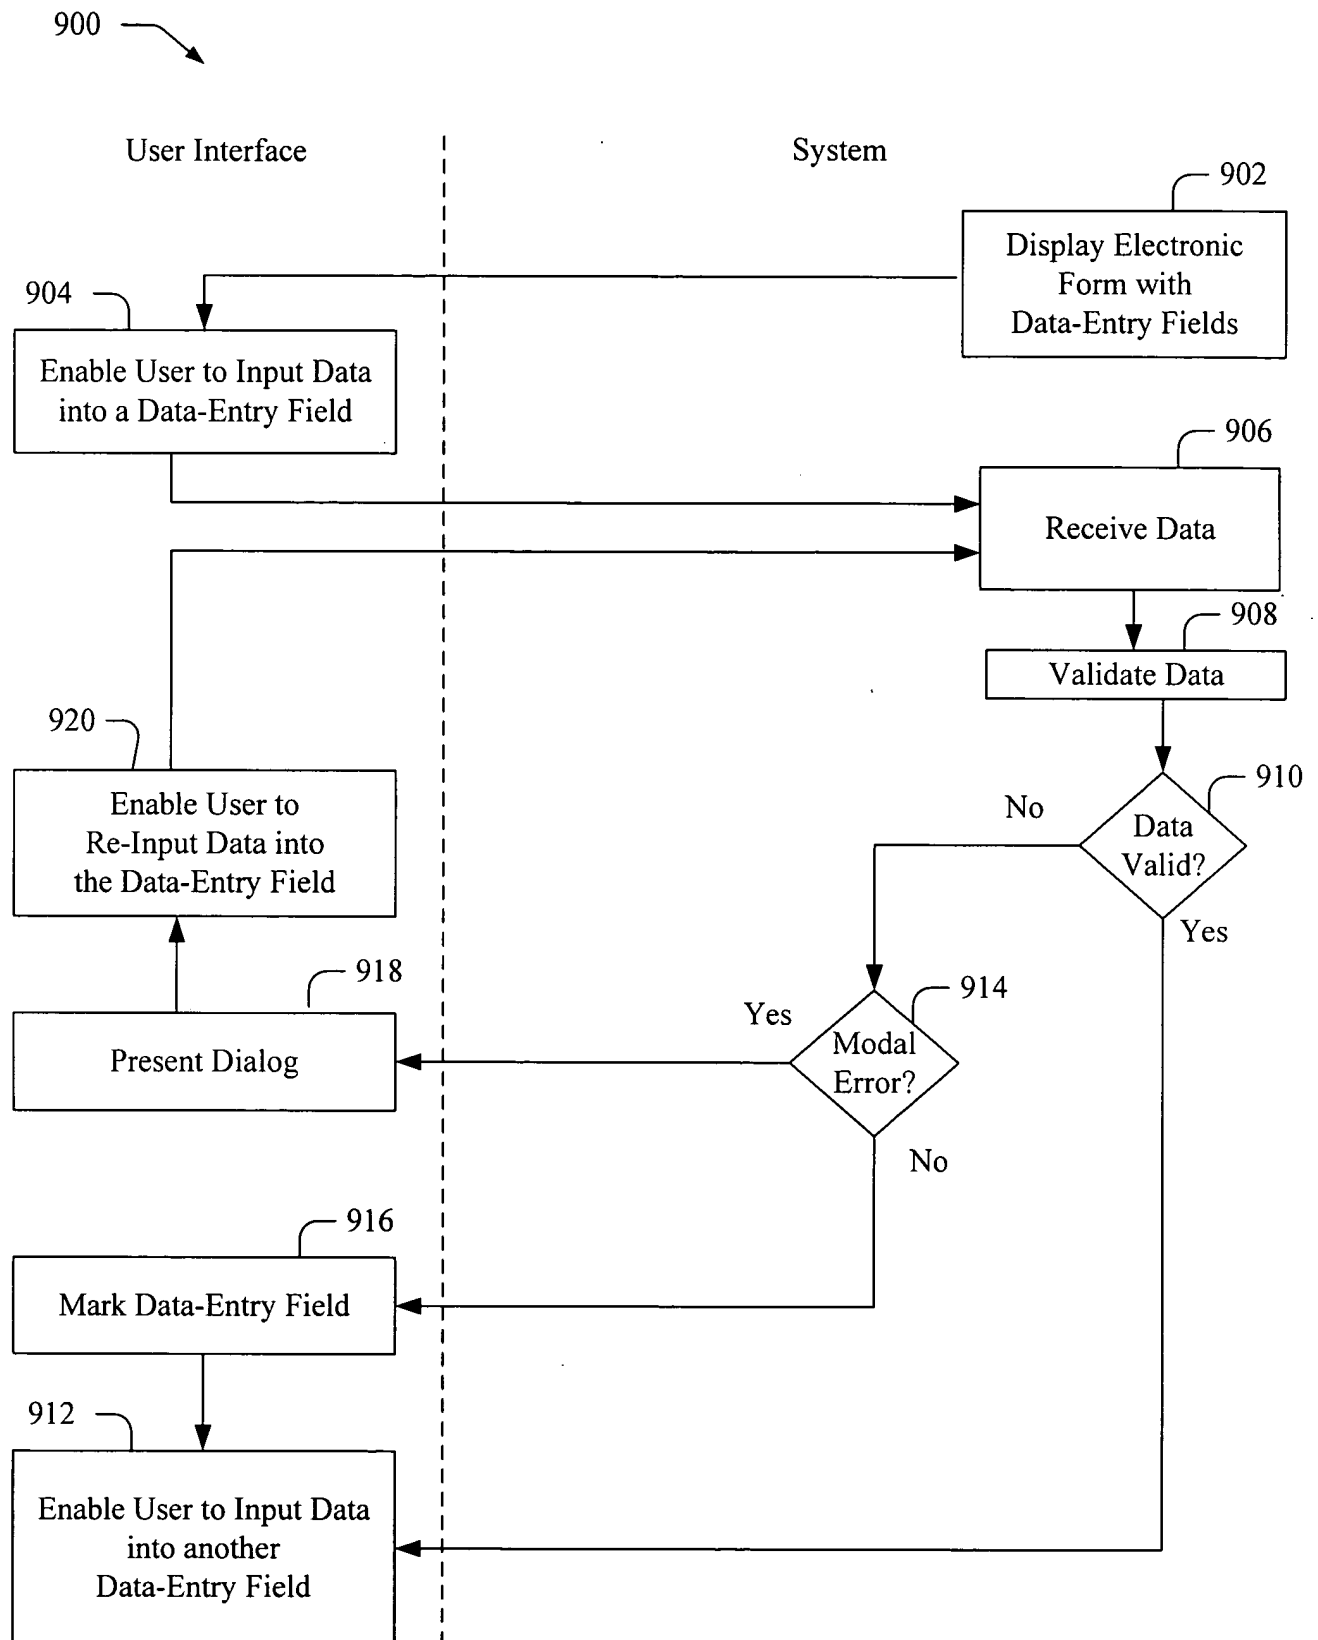 900
User Interface
System
902
Display Electronic
Form with
Data-Entry Fields
904
Enable User to Input Data
into a Data-Entry Field
906
Receive Data
908
Validate Data
920
Enable User to
Re-Input Data into
the Data-Entry Field
910
No
Data
Valid?
Yes
918
Present Dialog
914
Yes
Modal
Error?
No
916
Mark Data-Entry Field
912
Enable User to Input Data
into another
Data-Entry Field